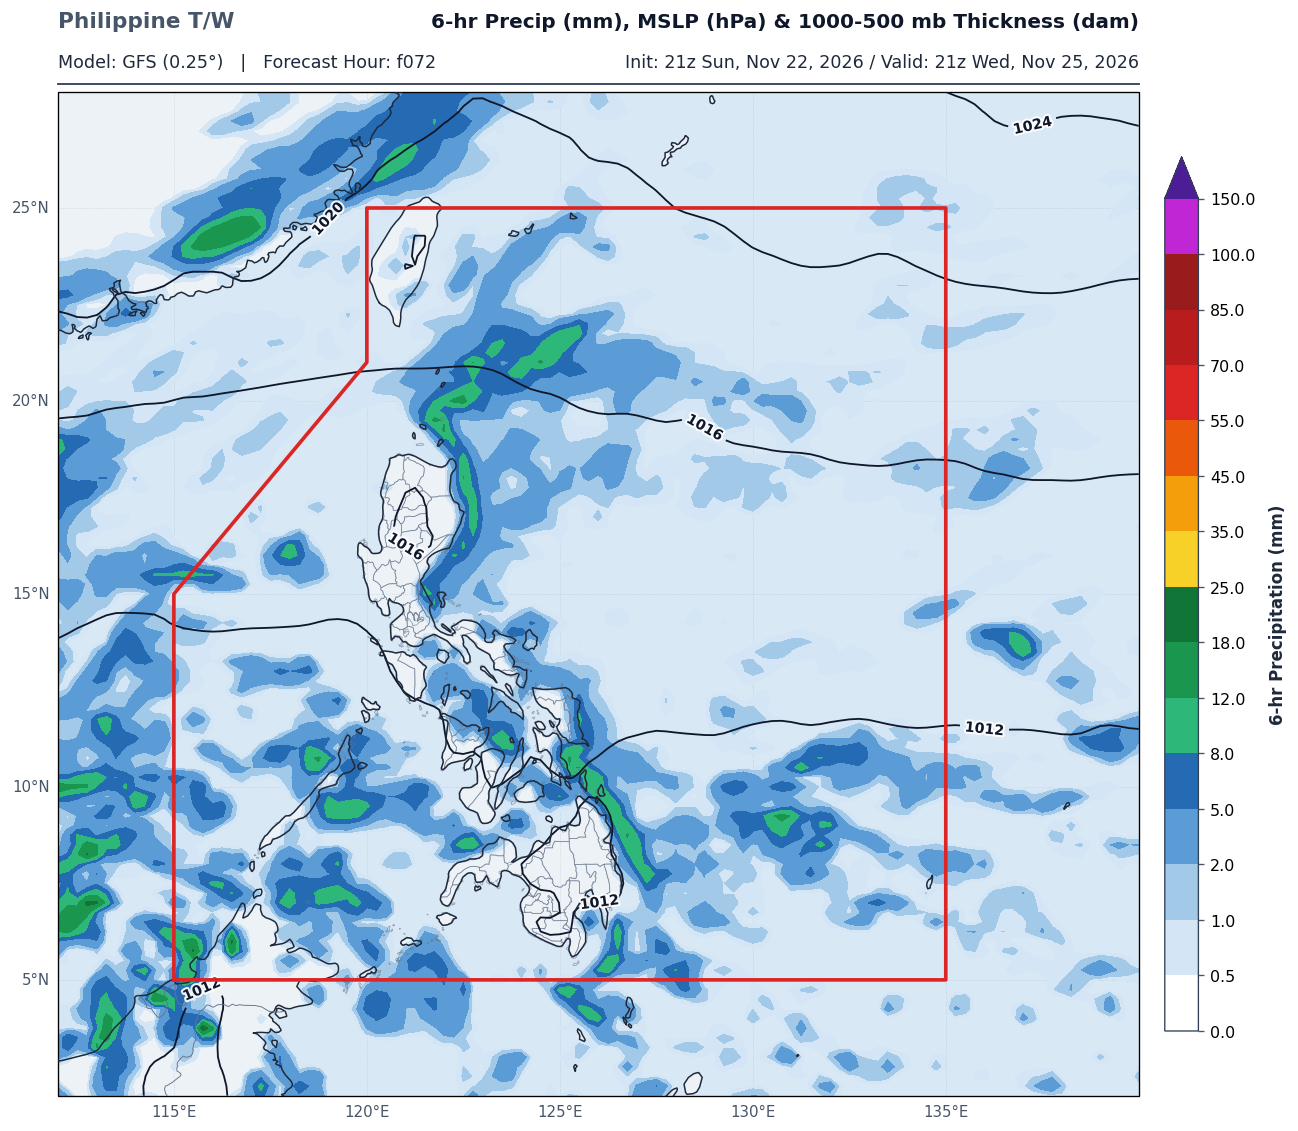 Philippine T/W
6-hr Precip (mm), MSLP (hPa) & 1000-500 mb Thickness (dam)
Model: GFS (0.25°) | Forecast Hour: f072
Init: 21z Sun, Nov 22, 2026 / Valid: 21z Wed, Nov 25, 2026
1024
1020
1016
1016
1012
1012
1012
25°N
20°N
15°N
10°N
5°N
115°E
120°E
125°E
130°E
135°E
150.0
100.0
85.0
70.0
55.0
45.0
35.0
25.0
18.0
12.0
8.0
5.0
2.0
1.0
0.5
0.0
6-hr Precipitation (mm)